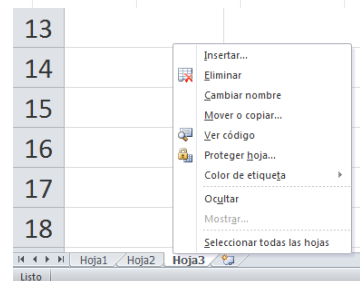 13
14
15
16
17
18
Insertar...
Eliminar
Cambiar nombre
Mover o copiar...
Ver código
Proteger hoja...
Color de etiqueta
Ocultar
Mostrar...
Seleccionar todas las hojas
Hoja1 Hoja2 Hoja3
Listo